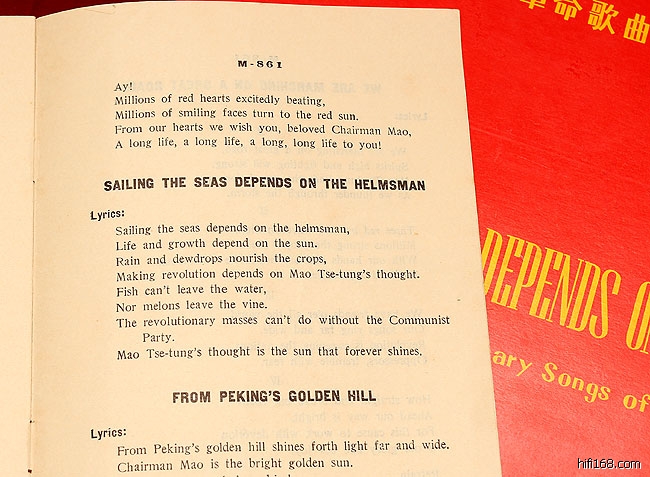 M-861
Ay!
Millions of red hearts excitedly beating,
Millions of smiling faces turn to the red sun.
From our hearts we wish you, beloved Chairman Mao,
A long life, a long life, a long, long life to you!
SAILING THE SEAS DEPENDS ON THE HELMSMAN
Lyrics:
Sailing the seas depends on the helmsman,
Life and growth depend on the sun.
Rain and dewdrops nourish the crops,
Making revolution depends on Mao Tse-tung's thought.
Fish can't leave the water,
Nor melons leave the vine.
The revolutionary masses can't do without the Communist
Party.
Mao Tse-tung's thought is the sun that forever shines.
FROM PEKING'S GOLDEN HILL
Lyrics:
From Peking's golden hill shines forth light far and wide.
Chairman Mao is the bright golden sun.
命歌曲
DEPENDS
Songs of
hifi168.com